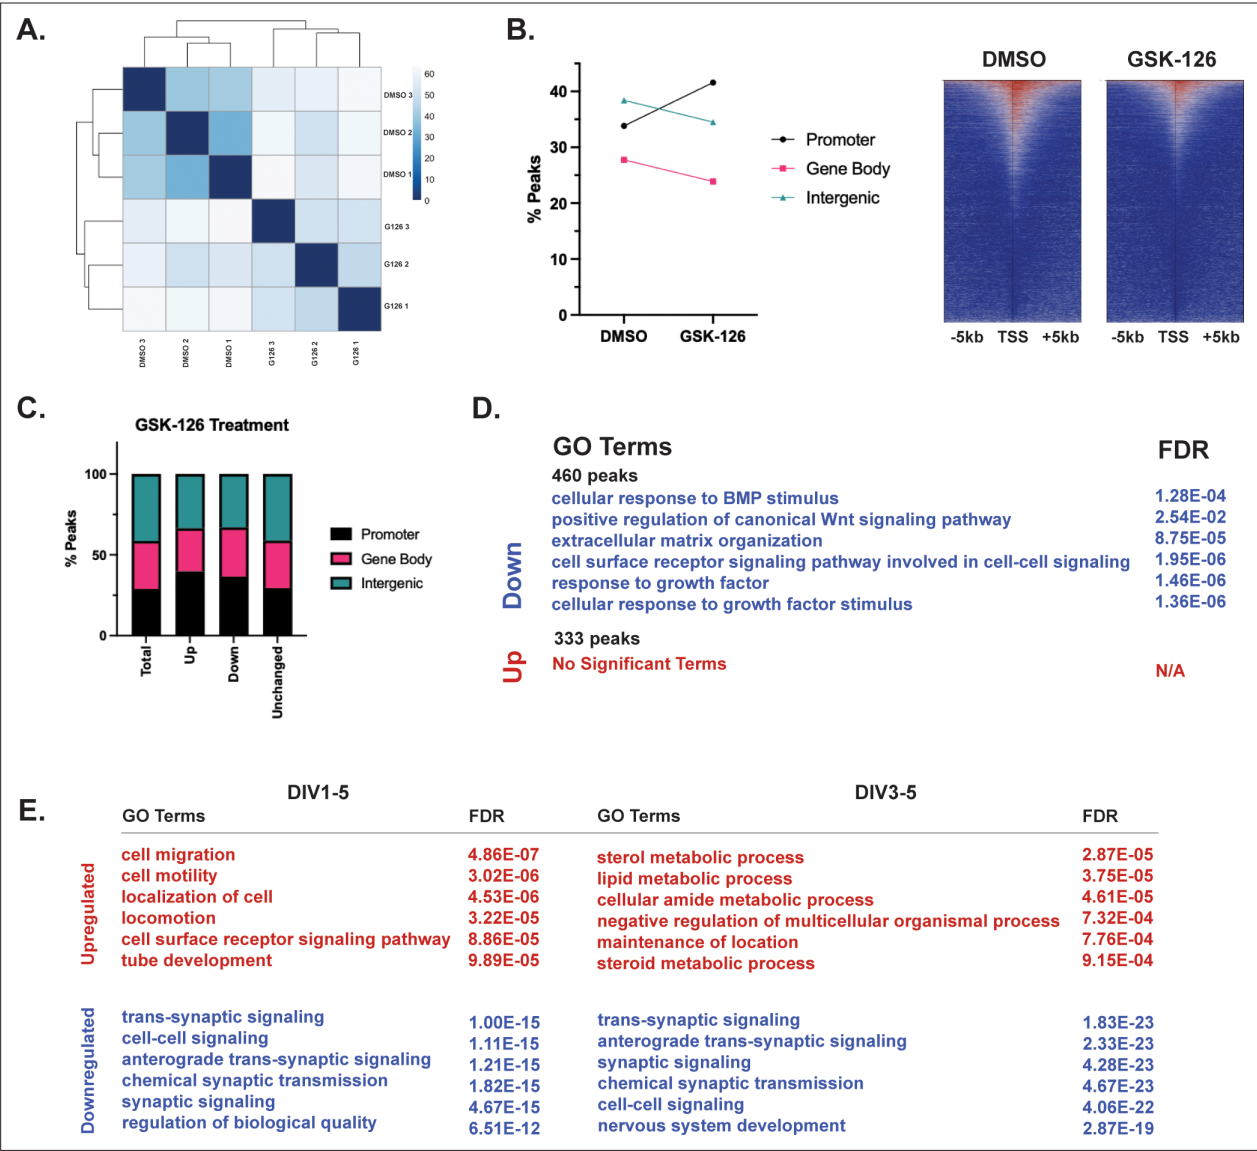 A.
60
50
40
30
20
10
0
DMSO 3
DMSO 2
DMSO 1
G126 3
G126 2
G126 1
DMSO 3
DMSO 2
DMSO 1
G126 3
G126 2
G126 1
B.
% Peaks
40
30
20
10
0
DMSO
GSK-126
Promoter
Gene Body
Intergenic
DMSO
GSK-126
-5kb TSS +5kb
-5kb TSS +5kb
C.
GSK-126 Treatment
% Peaks
100
50
0
Total
Up
Down
Unchanged
Promoter
Gene Body
Intergenic
D.
GO Terms FDR
460 peaks
Down
cellular response to BMP stimulus 1.28E-04
positive regulation of canonical Wnt signaling pathway 2.54E-02
extracellular matrix organization 8.75E-05
cell surface receptor signaling pathway involved in cell-cell signaling 1.95E-06
response to growth factor 1.46E-06
cellular response to growth factor stimulus 1.36E-06
333 peaks
Up
No Significant Terms N/A
E.
DIV1-5 DIV3-5
GO Terms FDR GO Terms FDR
Upregulated
cell migration 4.86E-07 sterol metabolic process 2.87E-05
cell motility 3.02E-06 lipid metabolic process 3.75E-05
localization of cell 4.53E-06 cellular amide metabolic process 4.61E-05
locomotion 3.22E-05 negative regulation of multicellular organismal process 7.32E-04
cell surface receptor signaling pathway 8.86E-05 maintenance of location 7.76E-04
tube development 9.89E-05 steroid metabolic process 9.15E-04
Downregulated
trans-synaptic signaling 1.00E-15 trans-synaptic signaling 1.83E-23
cell-cell signaling 1.11E-15 anterograde trans-synaptic signaling 2.33E-23
anterograde trans-synaptic signaling 1.21E-15 synaptic signaling 4.28E-23
chemical synaptic transmission 1.82E-15 chemical synaptic transmission 4.67E-23
synaptic signaling 4.67E-15 cell-cell signaling 4.06E-22
regulation of biological quality 6.51E-12 nervous system development 2.87E-19